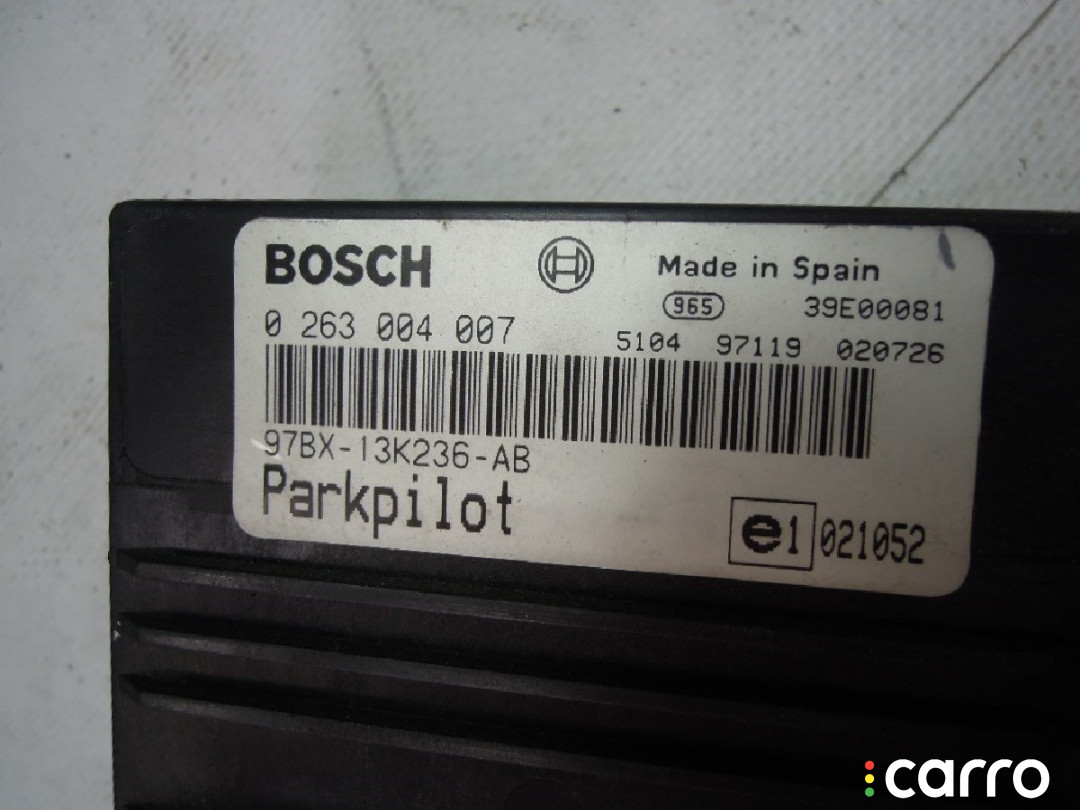 BOSCH
Made in Spain
965 39E00081
0 263 004 007
5104 97119 020726
97BX-13K236-AB
Parkpilot
e1 021052
carro